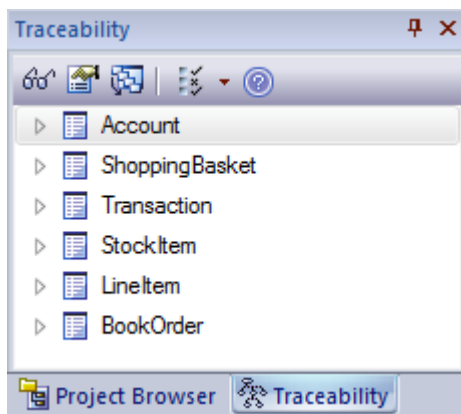 Traceability
Account
ShoppingBasket
Transaction
StockItem
LineItem
BookOrder
Project Browser Traceability